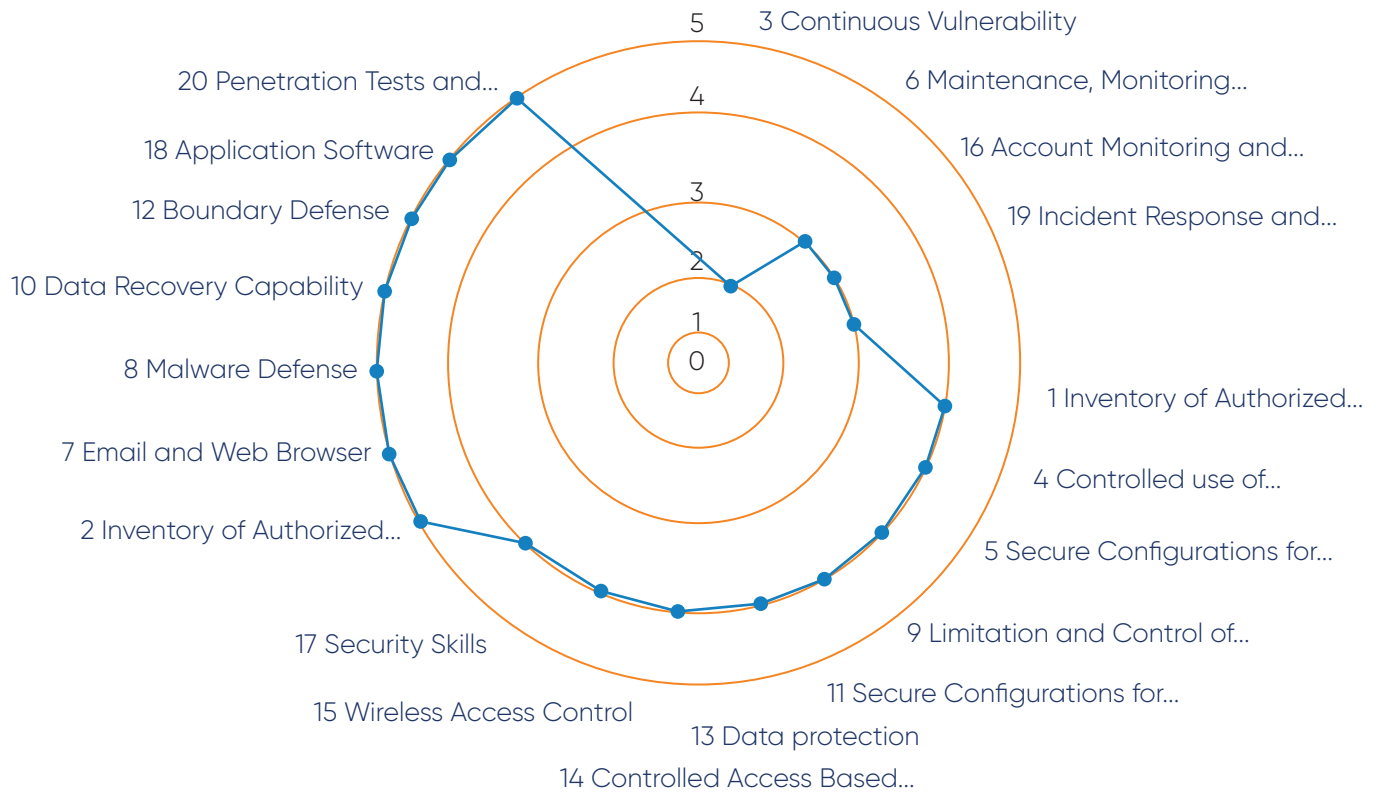 5
3 Continuous Vulnerability
20 Penetration Tests and...
6 Maintenance, Monitoring...
4
18 Application Software
16 Account Monitoring and...
12 Boundary Defense
3
19 Incident Response and...
2
10 Data Recovery Capability
1
0
8 Malware Defense
1 Inventory of Authorized...
7 Email and Web Browser
4 Controlled use of...
2 Inventory of Authorized...
5 Secure Configurations for...
9 Limitation and Control of...
17 Security Skills
11 Secure Configurations for...
15 Wireless Access Control
13 Data protection
14 Controlled Access Based...